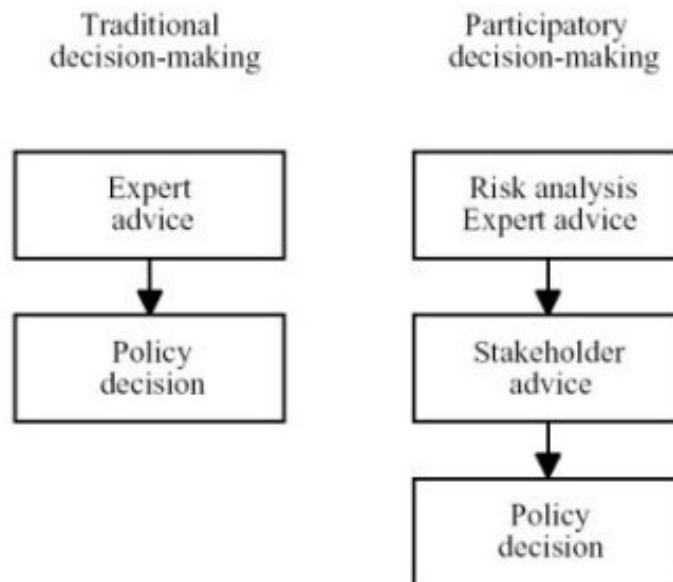 Traditional
decision-making
Expert
advice
Policy
decision
Participatory
decision-making
Risk analysis
Expert advice
Stakeholder
advice
Policy
decision